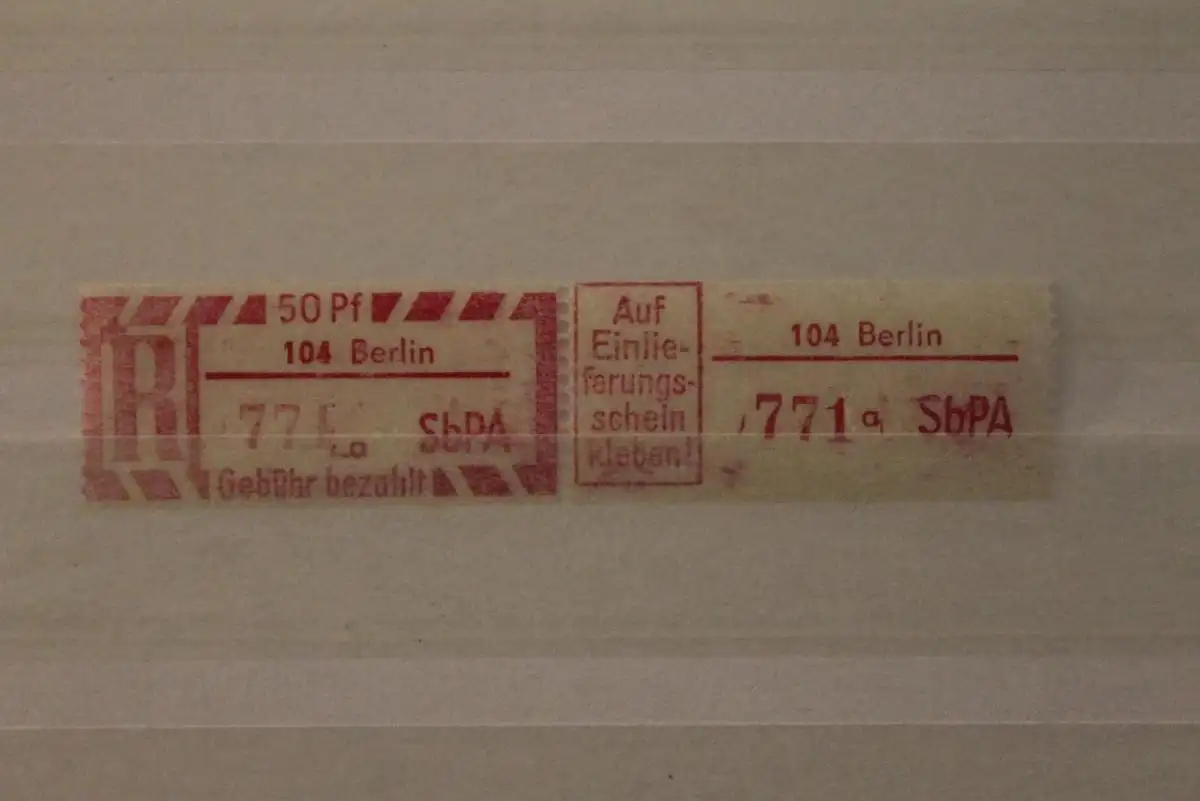 50 Pf
104 Berlin
R
771 a SbPA
Gebühr bezahlt
Auf
Einlie-
ferungs-
schein
kleben!
104 Berlin
771 a SbPA